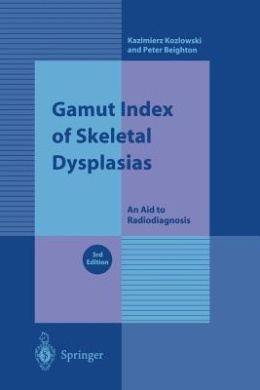 Kazimierz Kozlowski
and Peter Beighton
Gamut Index
of Skeletal
Dysplasias
An Aid to
Radiodiagnosis
3rd
Edition
Springer